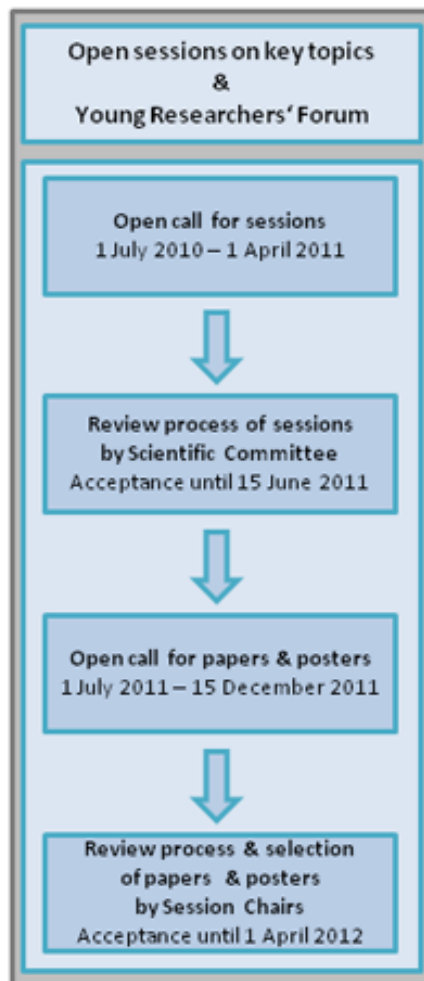 Open sessions on key topics
&
Young Researchers‘ Forum
Open call for sessions
1 July 2010 – 1 April 2011
Review process of sessions
by Scientific Committee
Acceptance until 15 June 2011
Open call for papers & posters
1 July 2011 – 15 December 2011
Review process & selection
of papers & posters
by Session Chairs
Acceptance until 1 April 2012